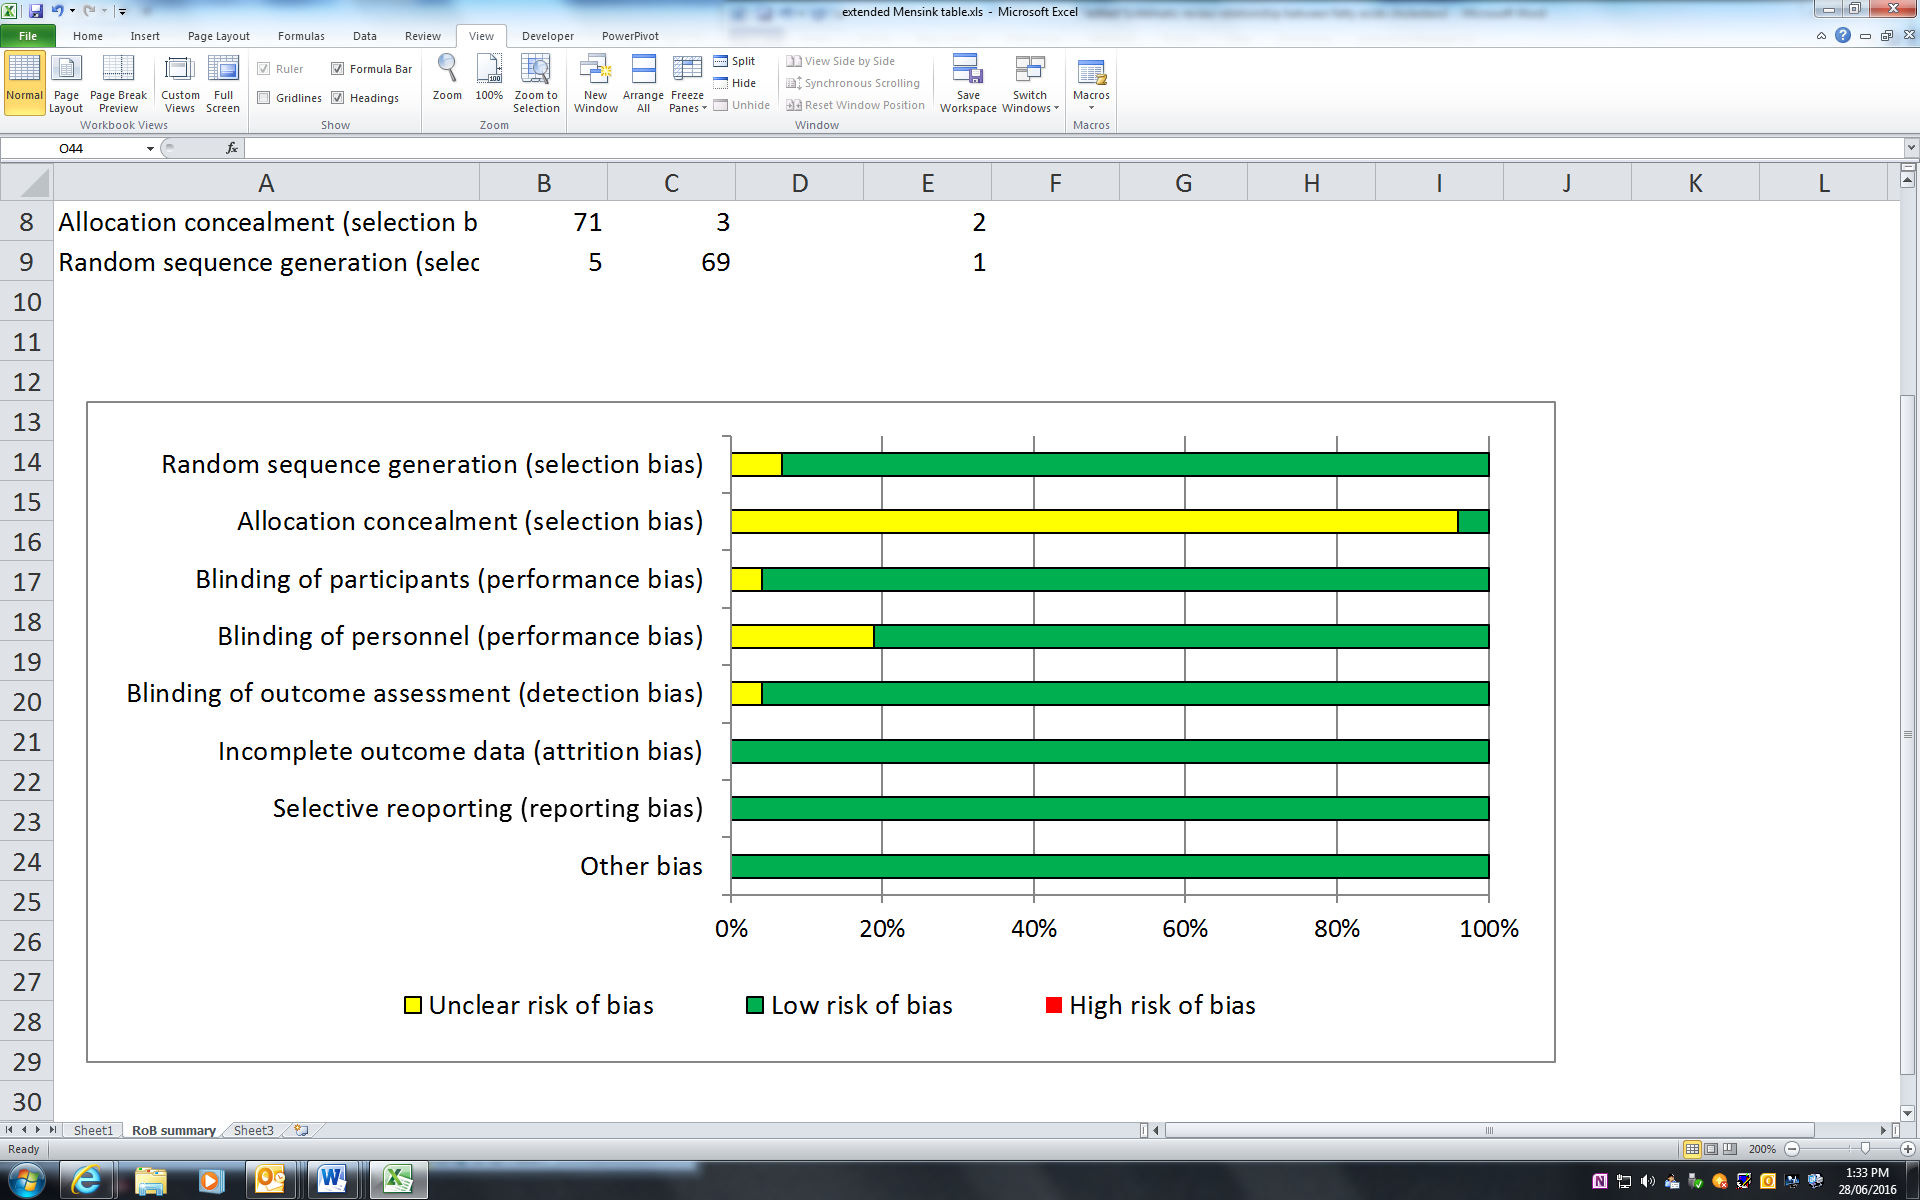 extended Mensink table.xls - Microsoft Excel
File Home Insert Page Layout Formulas Data Review View Developer PowerPivot
Normal
Page Layout
Page Break Preview
Custom Views
Full Screen
Workbook Views
Ruler
Formula Bar
Gridlines
Headings
Show
Zoom
100%
Zoom to Selection
Zoom
New Window
Arrange All
Freeze Panes
Split
Hide
Unhide
View Side by Side
Synchronous Scrolling
Reset Window Position
Save Workspace
Switch Windows
Window
Macros
Macros
O44 fx
A B C D E F G H I J K L
8 Allocation concealment (selection b 71 3 2
9 Random sequence generation (selec 5 69 1
10
11
12
13
14
15
16
17
18
19
20
21
22
23
24
25
26
27
28
29
30
Random sequence generation (selection bias)
Allocation concealment (selection bias)
Blinding of participants (performance bias)
Blinding of personnel (performance bias)
Blinding of outcome assessment (detection bias)
Incomplete outcome data (attrition bias)
Selective reoporting (reporting bias)
Other bias
0% 20% 40% 60% 80% 100%
Unclear risk of bias Low risk of bias High risk of bias
Sheet1 RoB summary Sheet3
Ready 200%
1:33 PM
28/06/2016